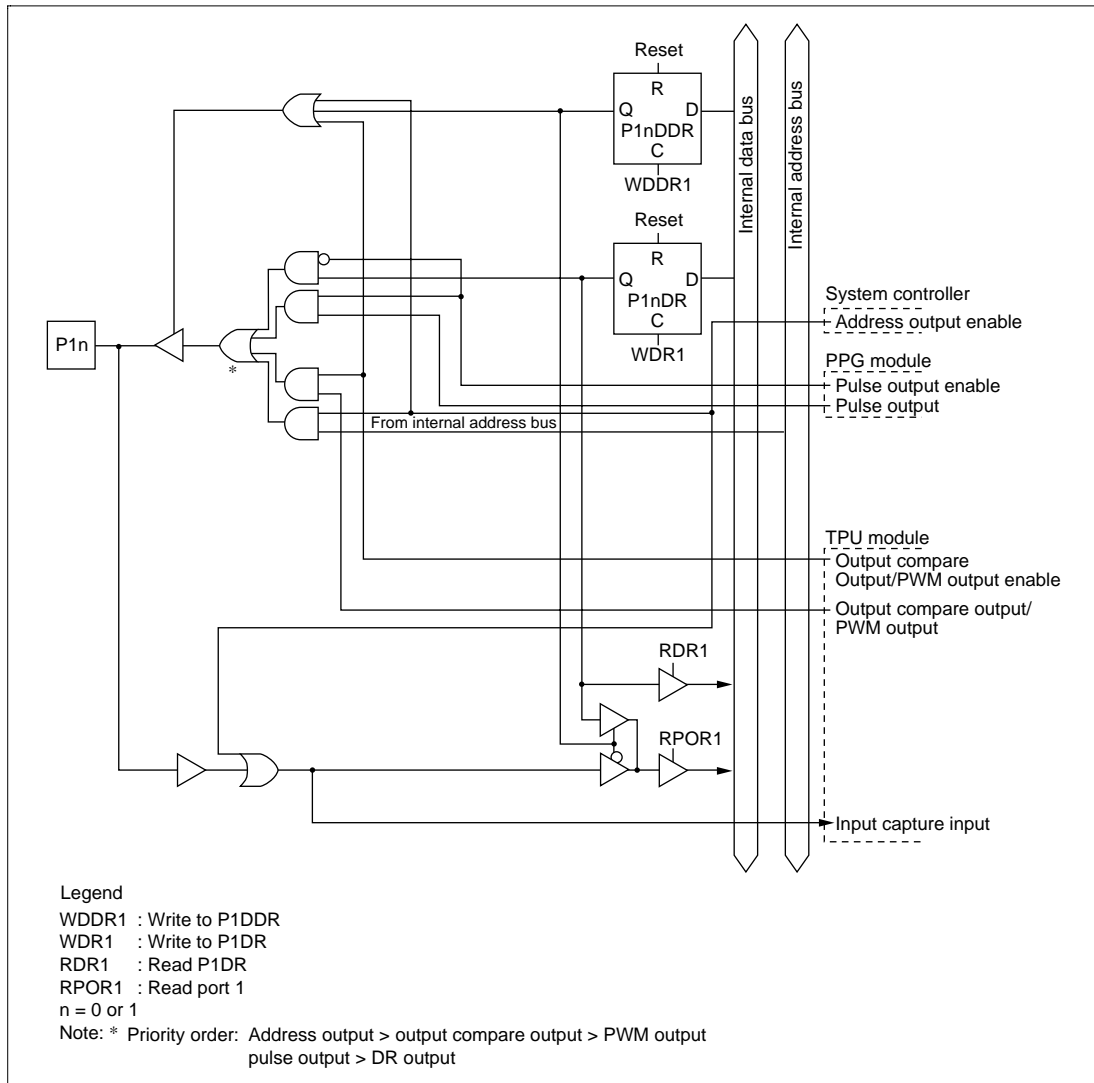 Reset
R
Q D
P1nDDR
C
WDDR1
Reset
R
Q D
P1nDR
C
WDR1
Internal data bus
Internal address bus
System controller
Address output enable
PPG module
Pulse output enable
Pulse output
P1n
*
From internal address bus
TPU module
Output compare
Output/PWM output enable
Output compare output/
PWM output
RDR1
RPOR1
Input capture input
Legend
WDDR1 : Write to P1DDR
WDR1 : Write to P1DR
RDR1 : Read P1DR
RPOR1 : Read port 1
n = 0 or 1
Note: * Priority order: Address output > output compare output > PWM output
pulse output > DR output